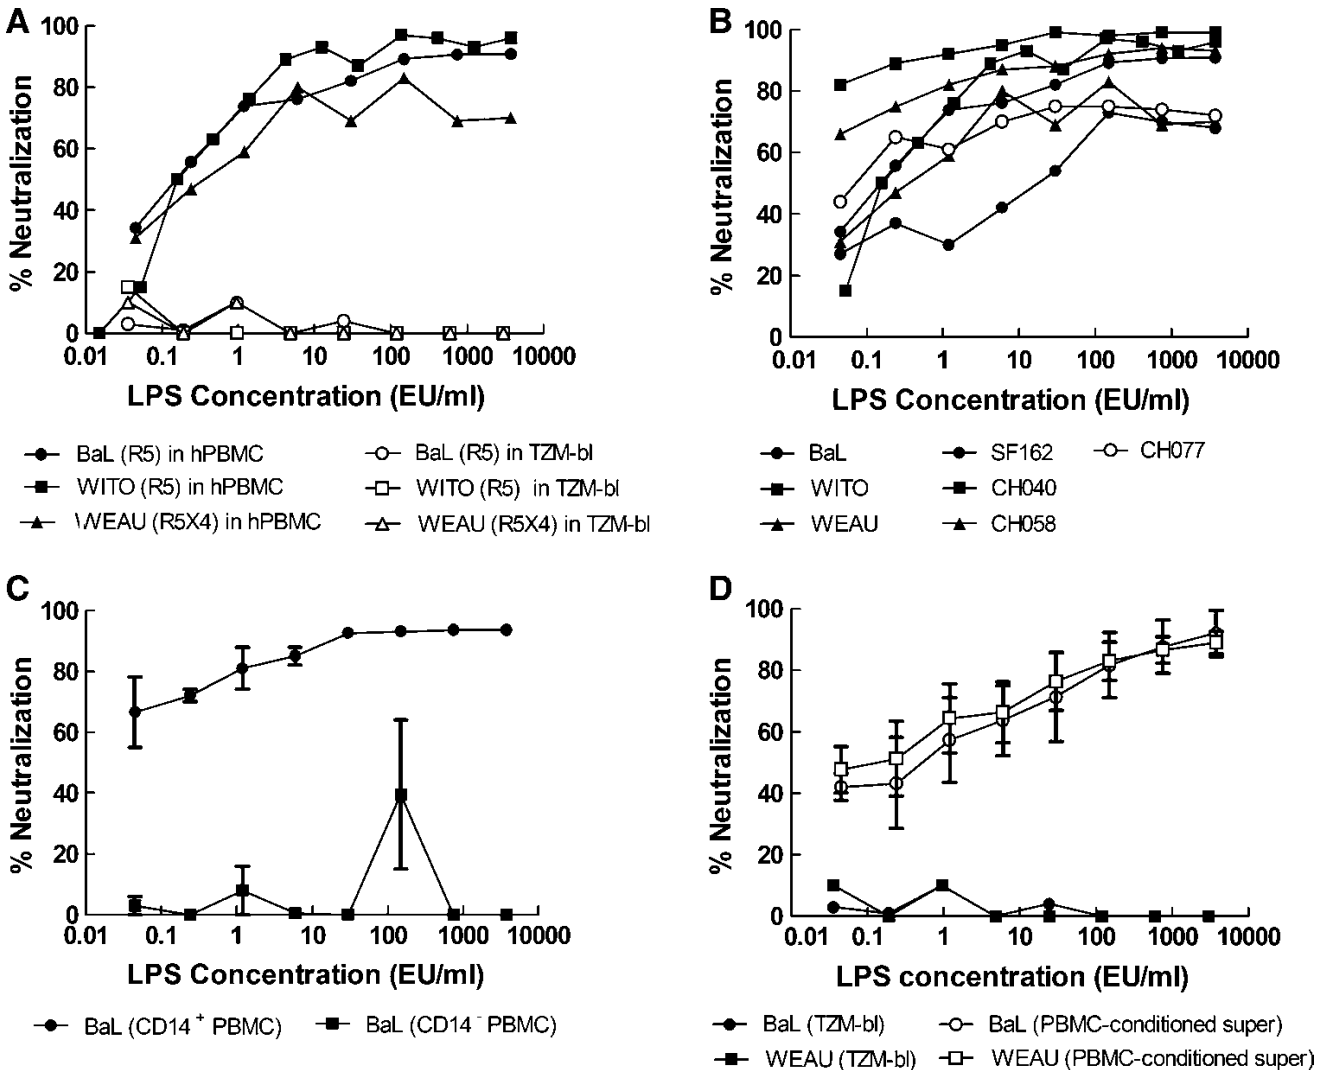 A
% Neutralization
100
80
60
40
20
0
0.01 0.1 1 10 100 1000 10000
LPS Concentration (EU/ml)
BaL (R5) in hPBMC
WITO (R5) in hPBMC
WEAU (R5X4) in hPBMC
BaL (R5) in TZM-bl
WITO (R5) in TZM-bl
WEAU (R5X4) in TZM-bl
B
% Neutralization
100
80
60
40
20
0
0.01 0.1 1 10 100 1000 10000
LPS Concentration (EU/ml)
BaL
WITO
WEAU
SF162
CH040
CH058
CH077
C
% Neutralization
100
80
60
40
20
0
0.01 0.1 1 10 100 1000 10000
LPS Concentration (EU/ml)
BaL (CD14 + PBMC)
BaL (CD14 - PBMC)
D
% Neutralization
100
80
60
40
20
0
0.01 0.1 1 10 100 1000 10000
LPS concentration (EU/ml)
BaL (TZM-bl)
WEAU (TZM-bl)
BaL (PBMC-conditioned super)
WEAU (PBMC-conditioned super)